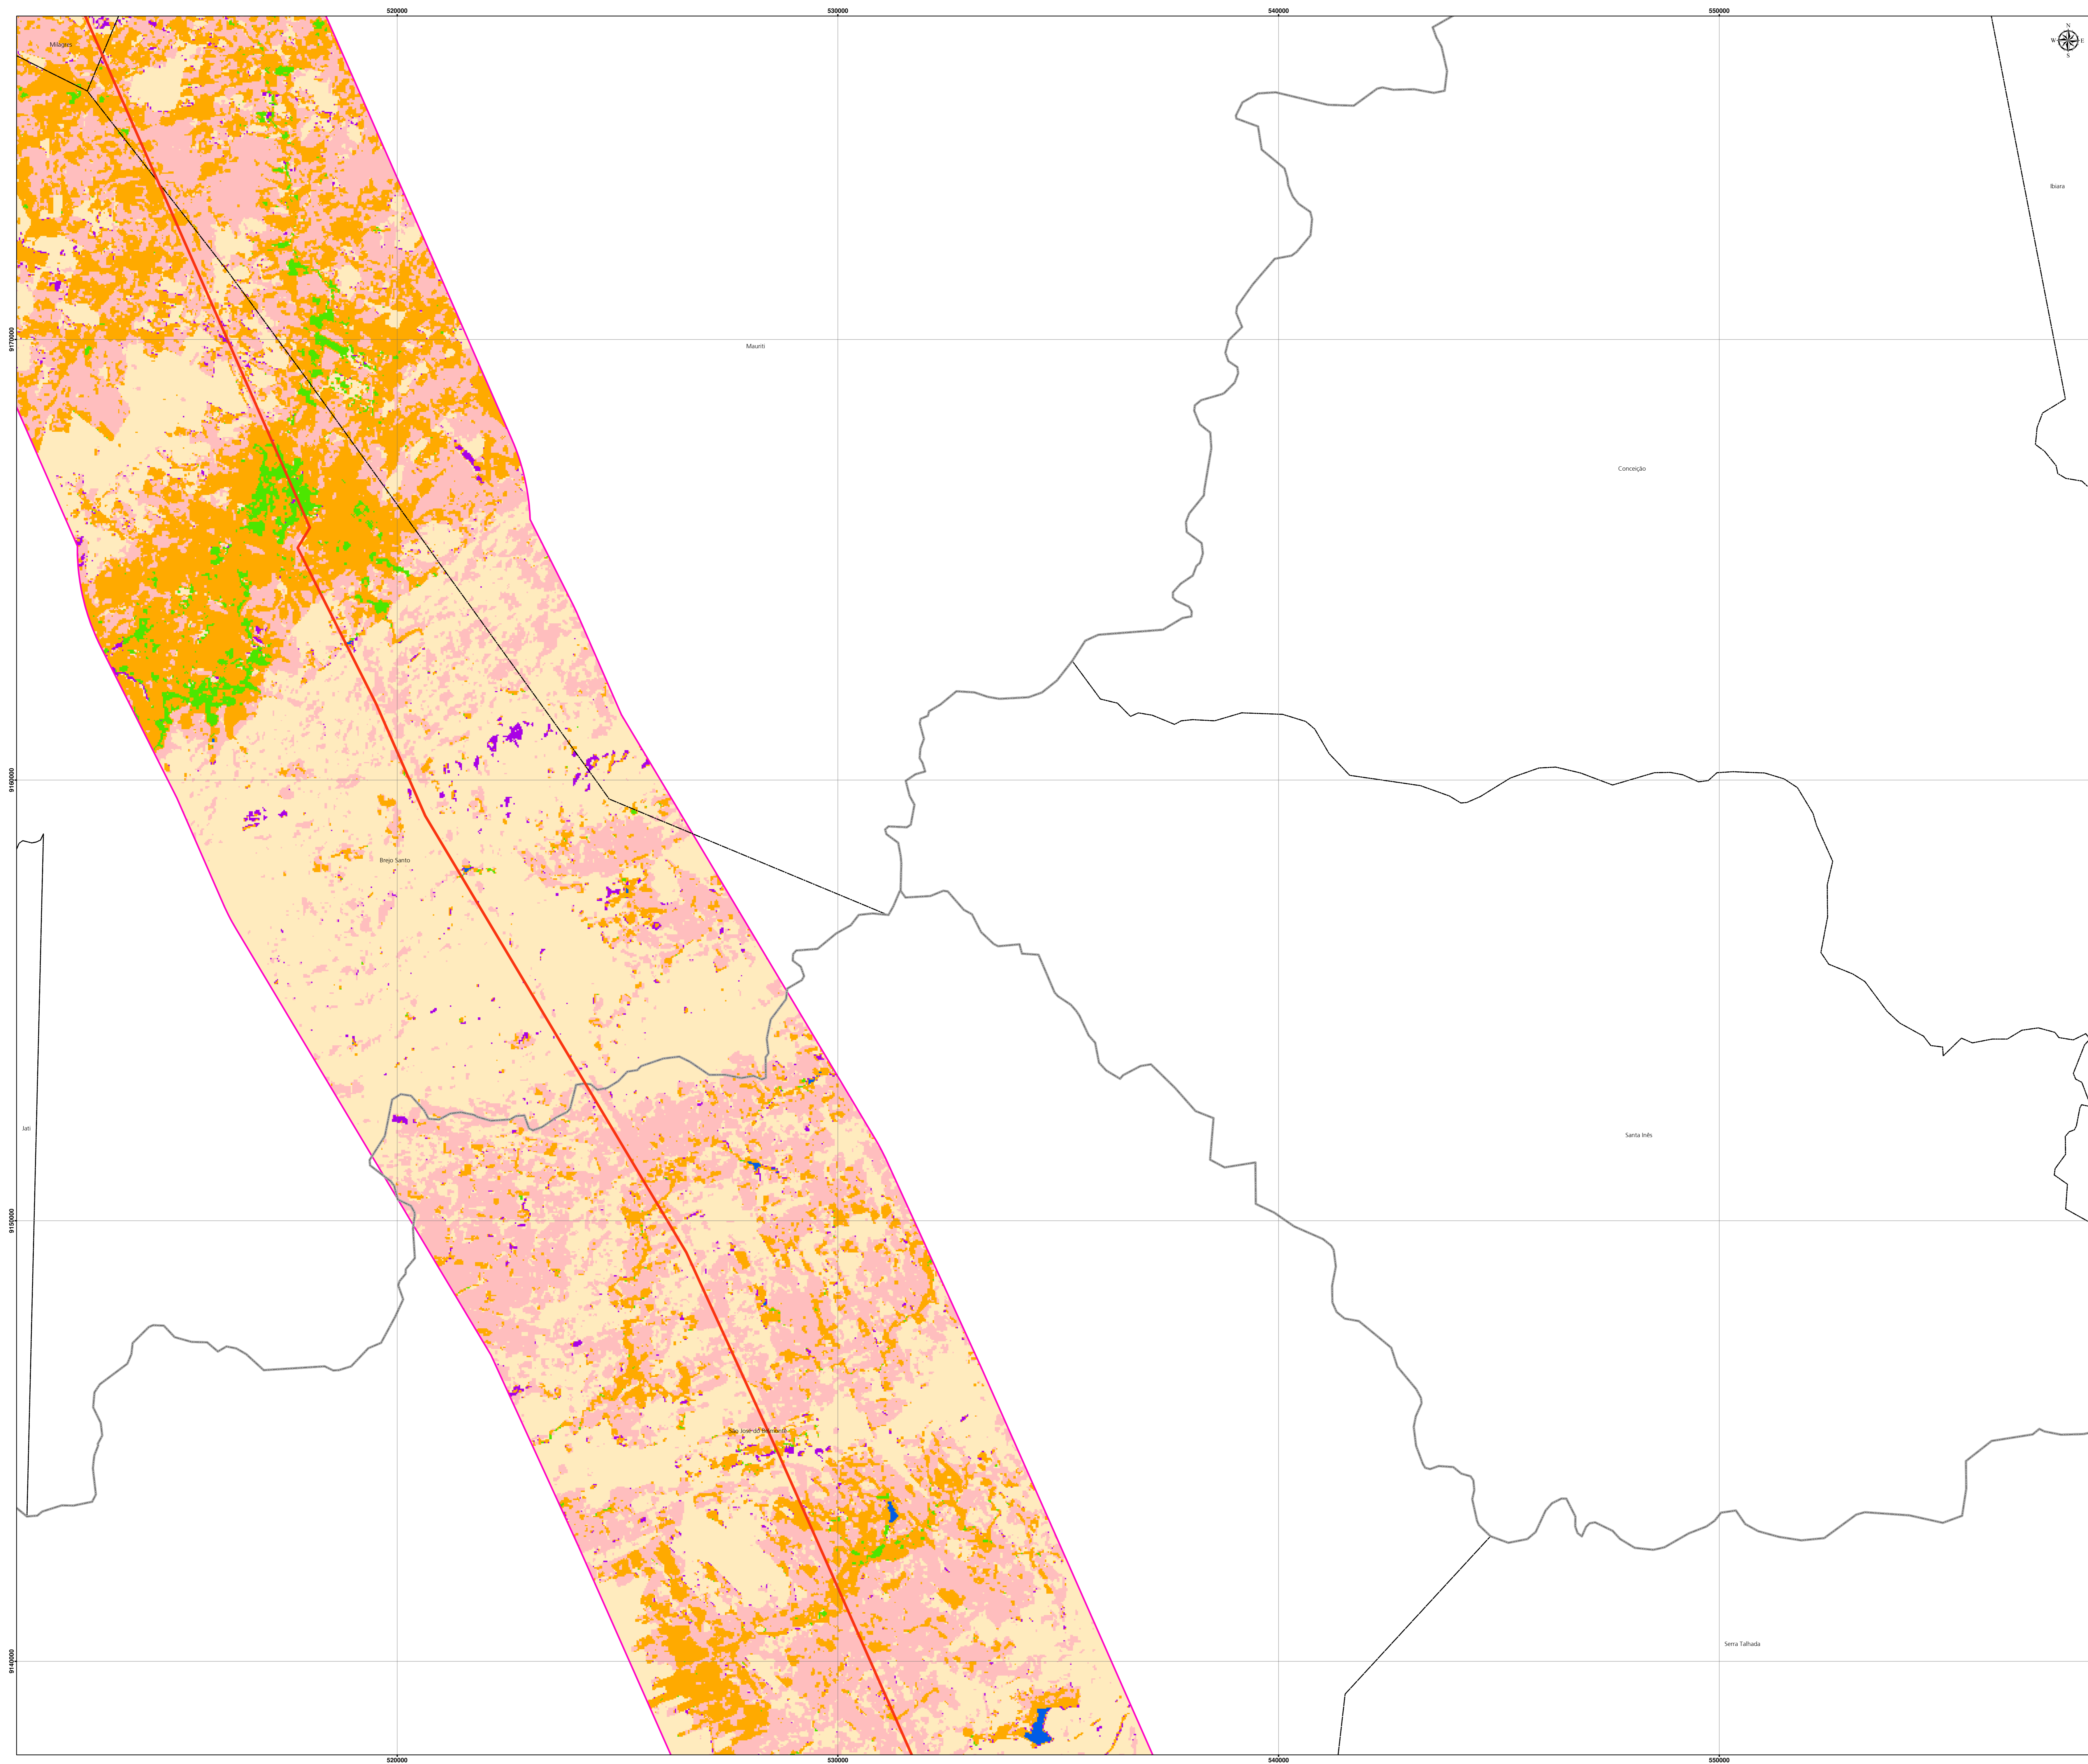 520000
530000
540000
550000
N
W
E
S
Milagres
Ibiara
9170000
Mauriti
Conceição
9160000
Brejo Santo
Jati
Santa Inês
9150000
São José do Belmonte
Serra Talhada
9140000
520000
530000
540000
550000